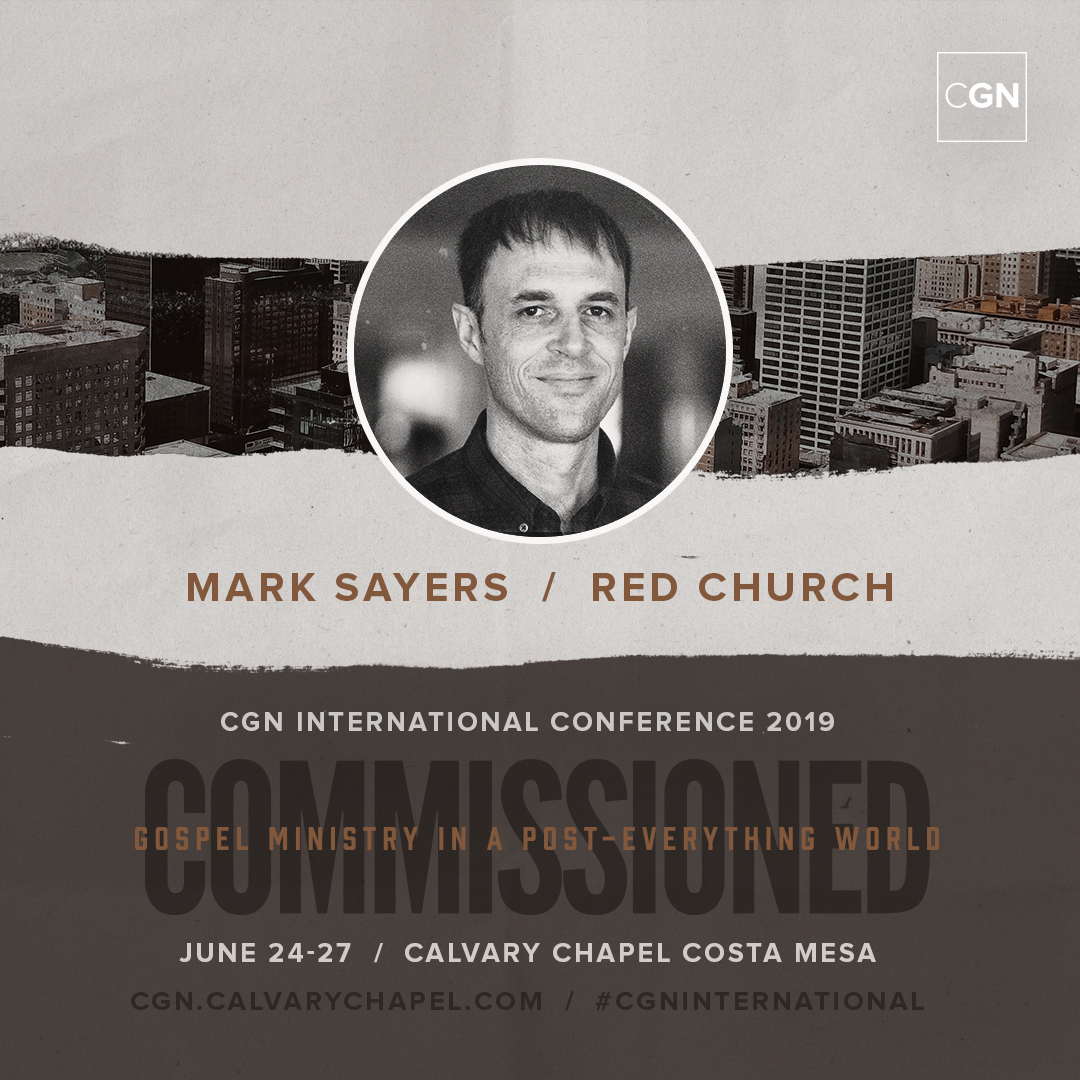 CGN
MARK SAYERS / RED CHURCH
CGN INTERNATIONAL CONFERENCE 2019
COMMISSIONED
GOSPEL MINISTRY IN A POST-EVERYTHING WORLD
JUNE 24-27 / CALVARY CHAPEL COSTA MESA
CGN.CALVARYCHAPEL.COM / #CGNINTERNATIONAL